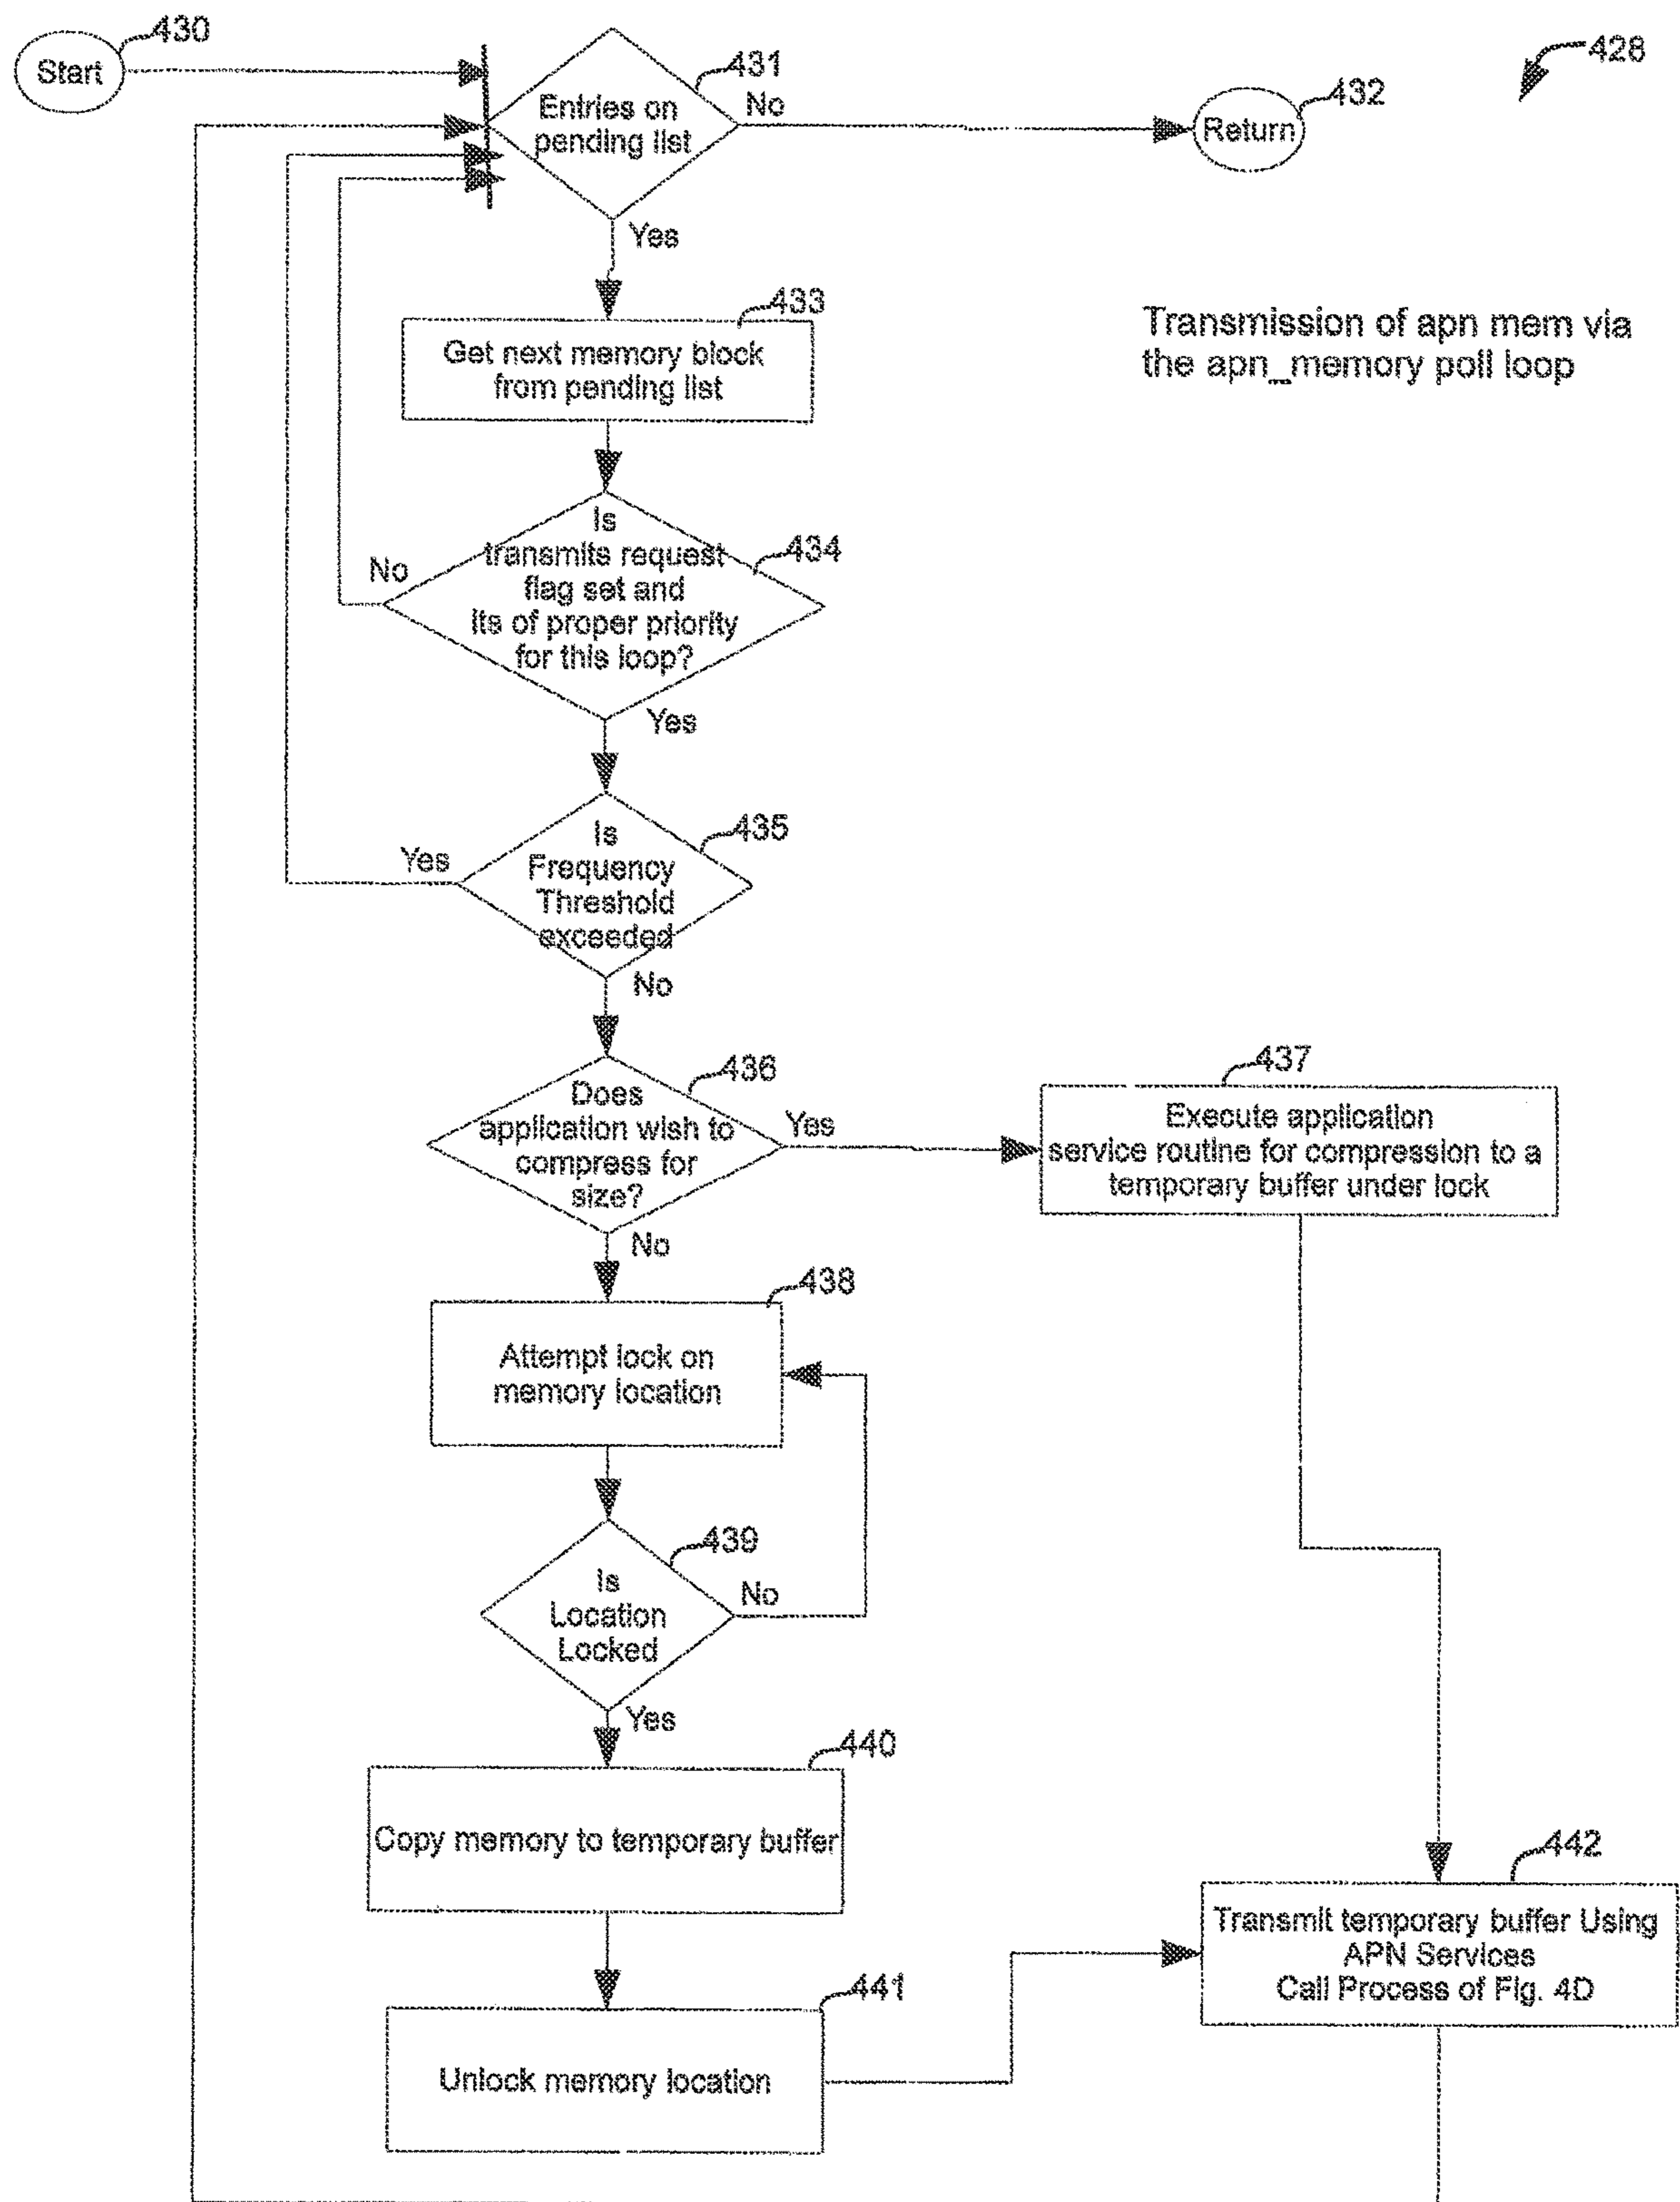 430
Start
428
431
Entries on
pending list
No
432
Return
Yes
433
Get next memory block
from pending list
Transmission of apn mem via
the apn_memory poll loop
Is
transmits request
flag set and
its of proper priority
for this loop?
434
No
Yes
435
Is
Frequency
Threshold
exceeded
Yes
No
436
Does
application wish to
compress for
size?
Yes
437
Execute application
service routine for compression to a
temporary buffer under lock
No
438
Attempt lock on
memory location
439
Is
Location
Locked
No
Yes
440
Copy memory to temporary buffer
442
Transmit temporary buffer Using
APN Services
Call Process of Fig. 4D
441
Unlock memory location